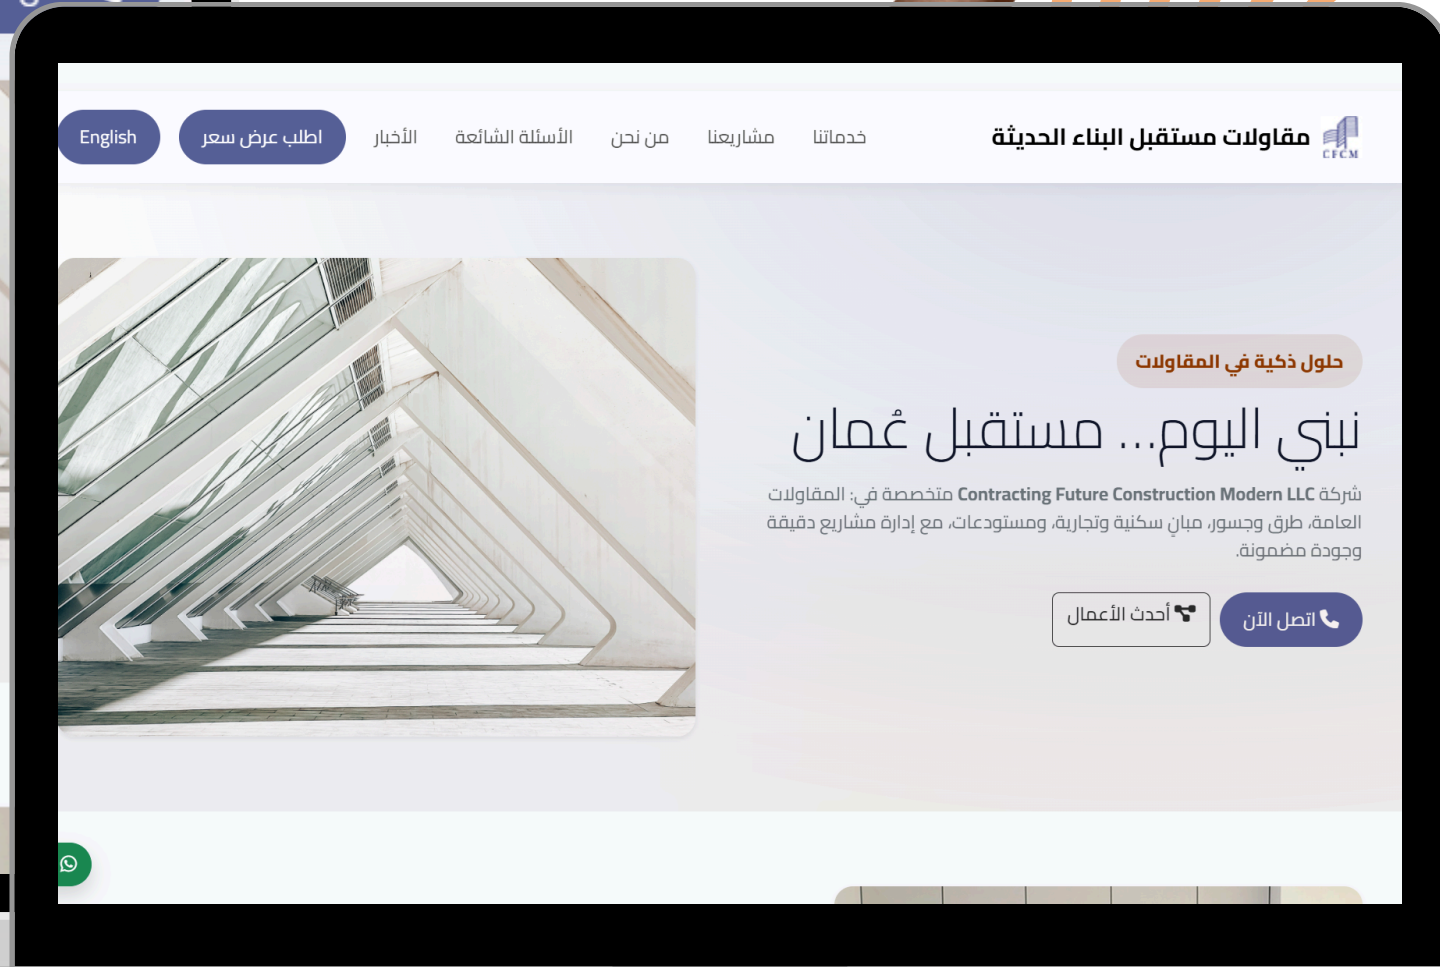 CFCM
مقاولات مستقبل البناء الحديثة
خدماتنا
مشاريعنا
من نحن
الأسئلة الشائعة
الأخبار
اطلب عرض سعر
English
حلول ذكية في المقاولات
نبني اليوم... مستقبل عُمان
شركة Contracting Future Construction Modern LLC متخصصة في: المقاولات
العامة، طرق وجسور، مبانٍ سكنية وتجارية، ومستودعات، مع إدارة مشاريع دقيقة
وجودة مضمونة.
اتصل الآن
أحدث الأعمال